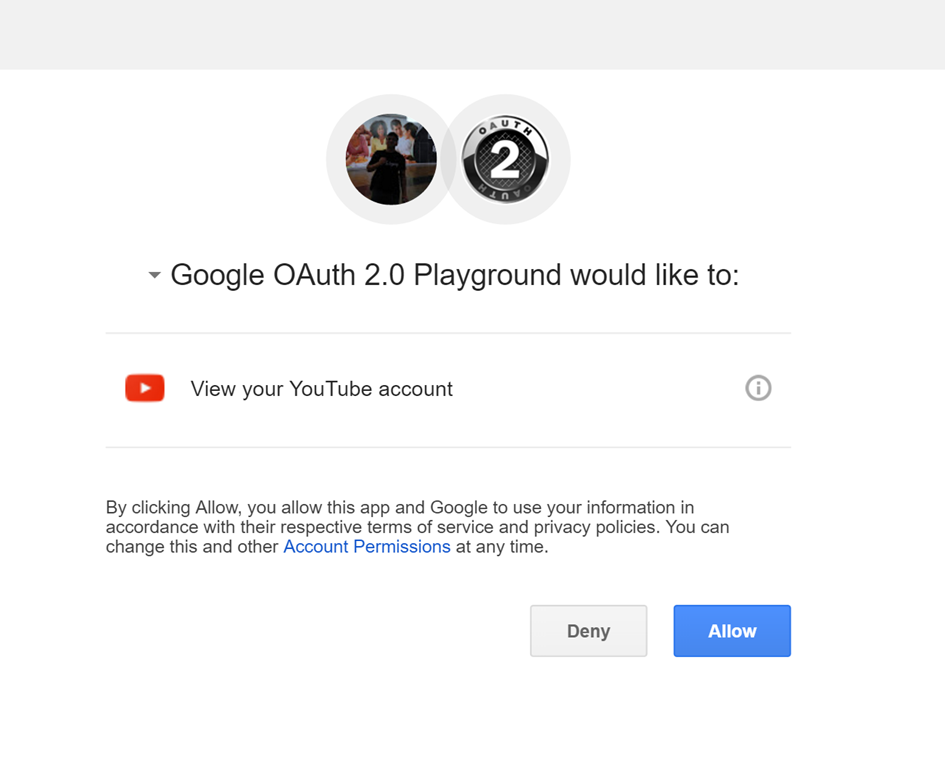 OAUTH
2
OAUTH
Google OAuth 2.0 Playground would like to:
View your YouTube account
By clicking Allow, you allow this app and Google to use your information in
accordance with their respective terms of service and privacy policies. You can
change this and other Account Permissions at any time.
Deny
Allow